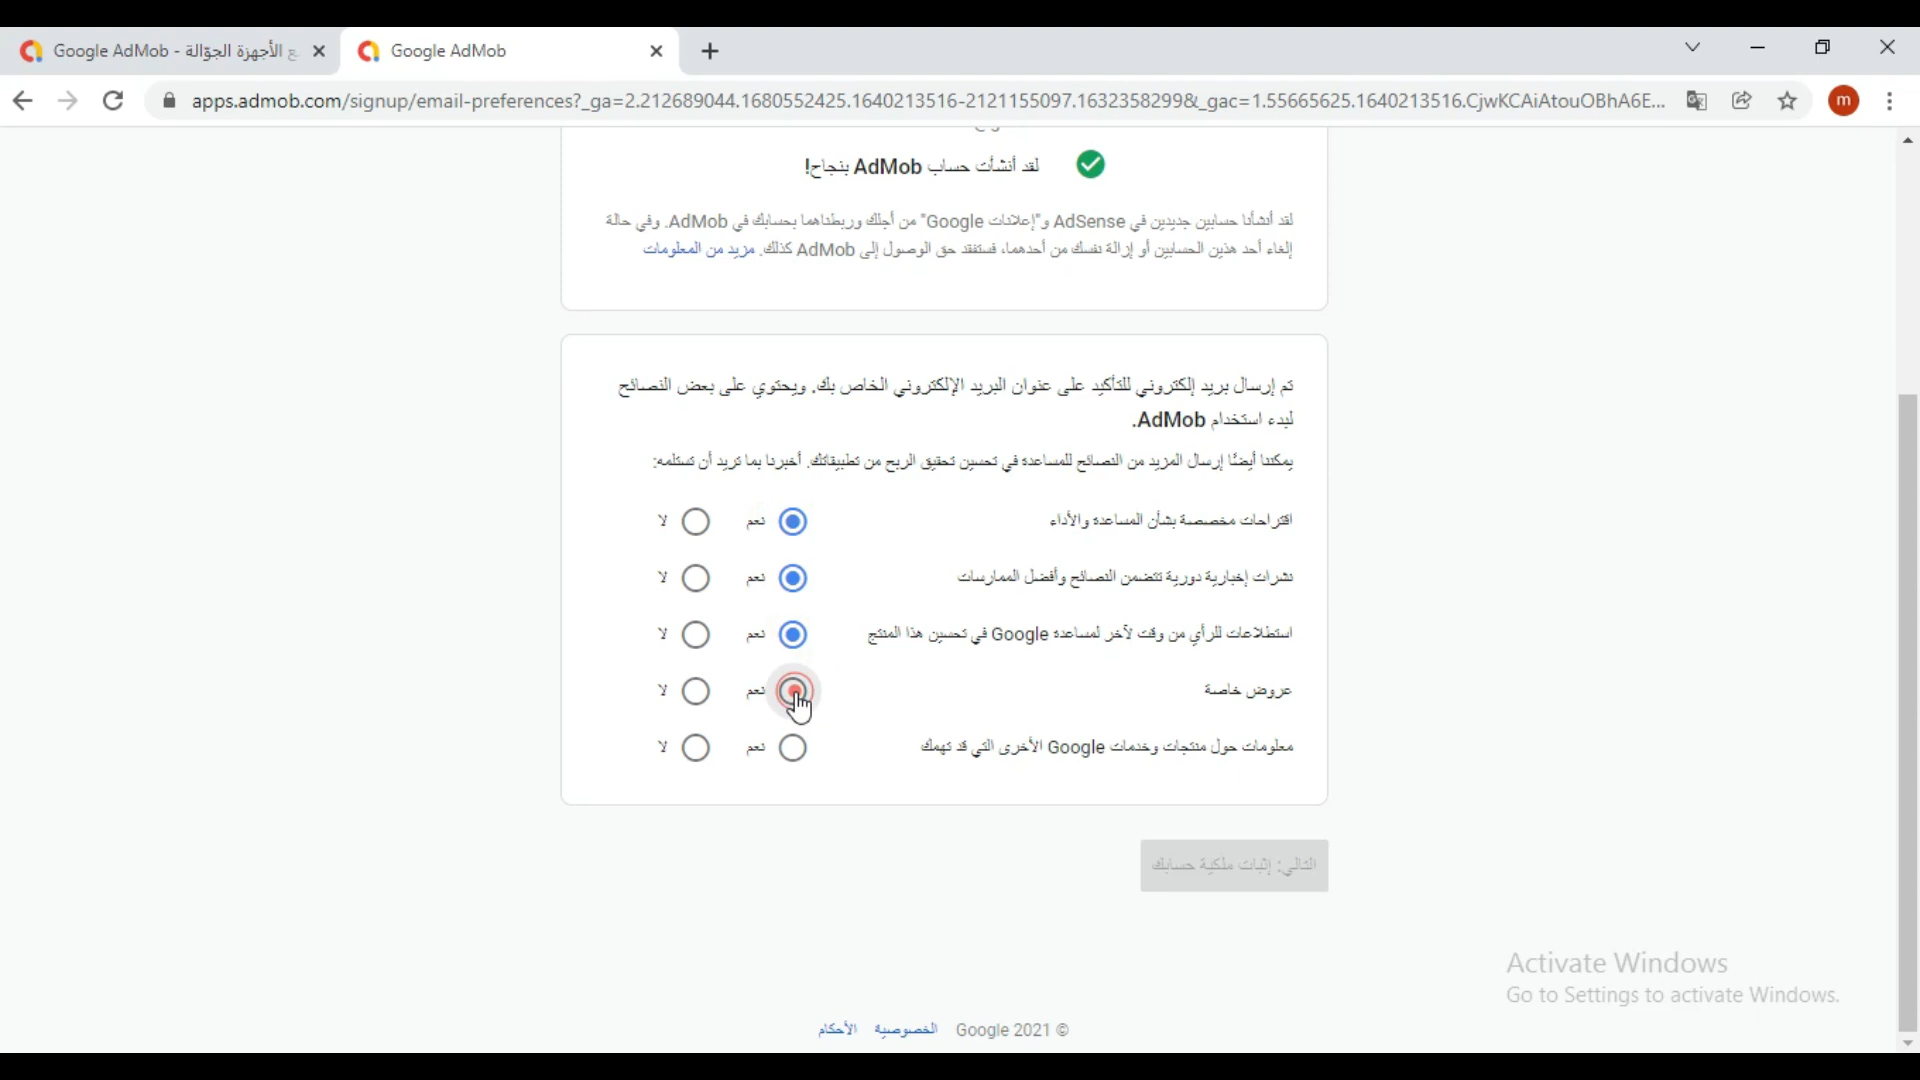 Google AdMob - ع الأجهزة الجوّالة
Google AdMob
apps.admob.com/signup/email-preferences?_ga=2.212689044.1680552425.1640213516-2121155097.1632358299&_gac=1.55665625.1640213516.CjwKCAiAtouOBhA6E...
m
لقد أنشأت حساب AdMob بنجاح!
لقد أنشأنا حسابين جديدين في AdSense و"إعلانات Google" من أجلك وربطناهما بحسابك في AdMob. وفي حالة
إلغاء أحد هذين الحسابين أو إزالة نفسك من أحدهما، فستفقد حق الوصول إلى AdMob كذلك. مزيد من المعلومات
تم إرسال بريد إلكتروني للتأكيد على عنوان البريد الإلكتروني الخاص بك. ويحتوي على بعض النصائح
لبدء استخدام AdMob.
يمكننا أيضًا إرسال المزيد من النصائح للمساعدة في تحسين تحقيق الربح من تطبيقاتك. أخبرنا بما تريد أن تستلمه:
اقتراحات مخصصة بشأن المساعدة والأداء نعم لا
نشرات إخبارية دورية تتضمن النصائح وأفضل الممارسات نعم لا
استطلاعات للرأي من وقت لآخر لمساعدة Google في تحسين هذا المنتج نعم لا
عروض خاصة نعم لا
معلومات حول منتجات وخدمات Google الأخرى التي قد تهمك نعم لا
التالي: إثبات ملكية حسابك
Activate Windows
Go to Settings to activate Windows.
© Google 2021 الخصوصية الأحكام